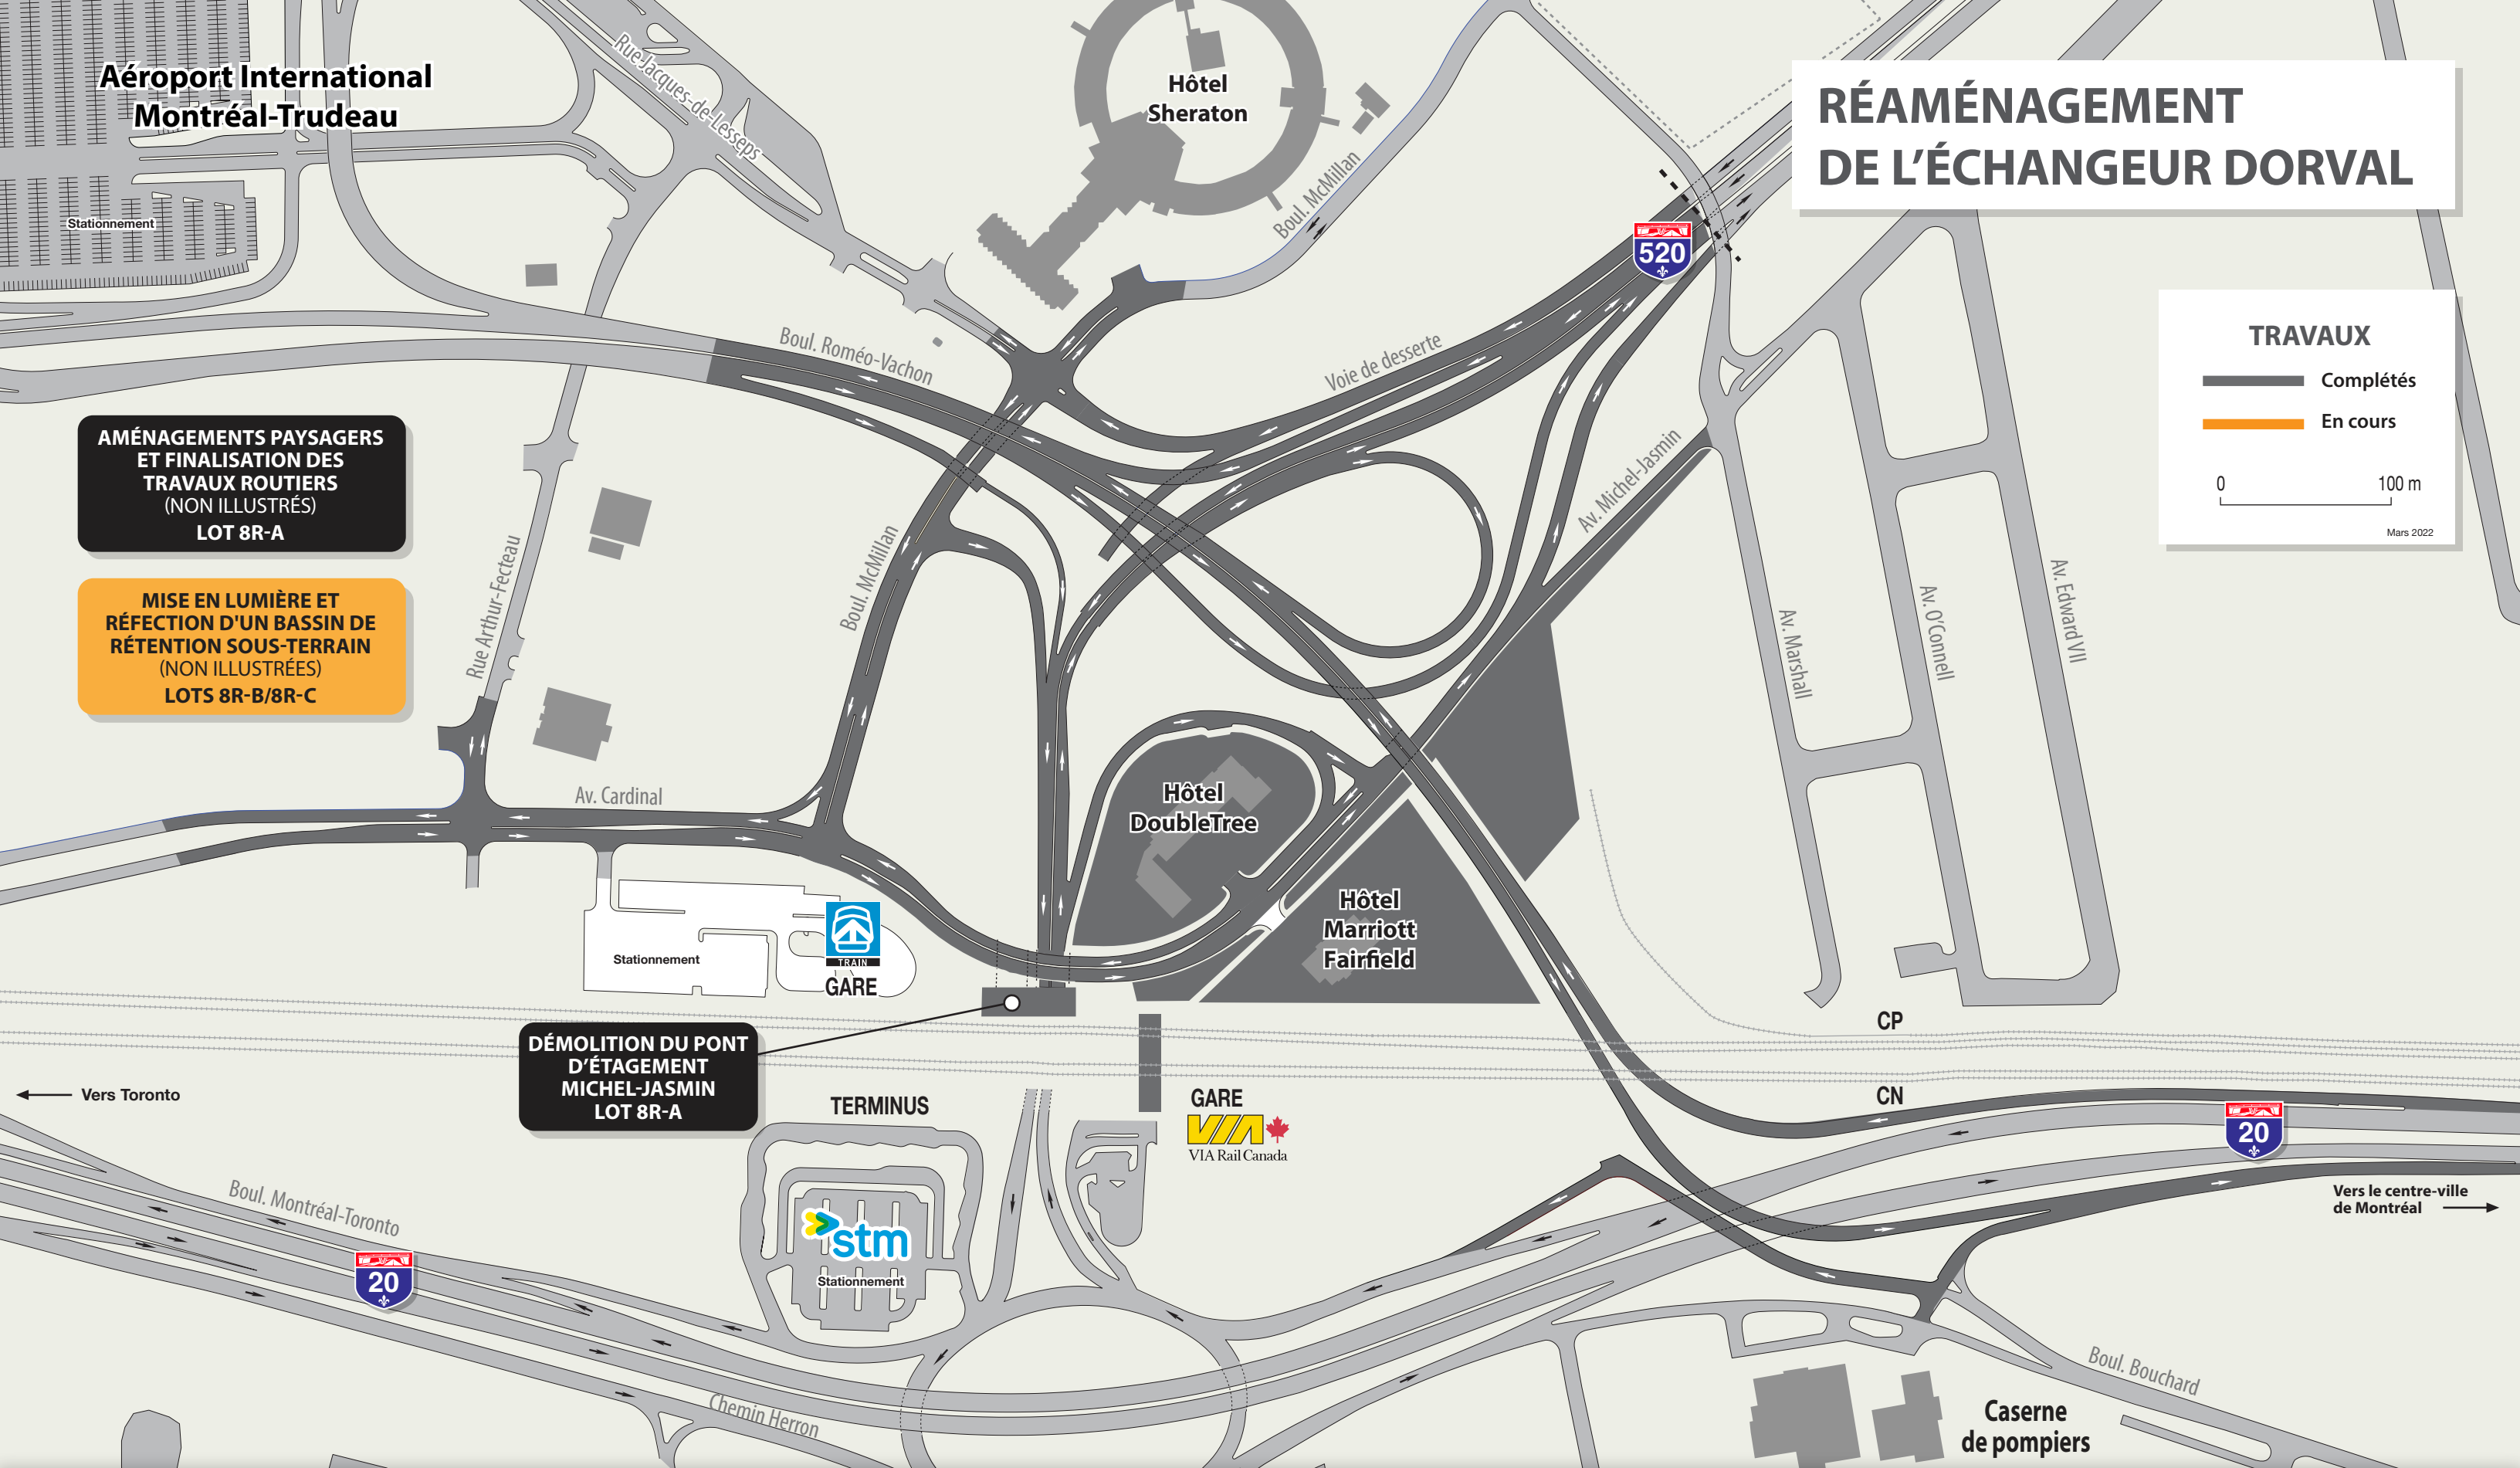 RÉAMÉNAGEMENT
DE L'ÉCHANGEUR DORVAL
Aéroport International
Montréal-Trudeau
Stationnement
Rue Jacques-de-Lesseps
Hôtel
Sheraton
Boul. McMillan
520
TRAVAUX
Complétés
En cours
0
100 m
Mars 2022
Boul. Roméo-Vachon
Voie de desserte
Av. Michel-Jasmin
AMÉNAGEMENTS PAYSAGERS
ET FINALISATION DES
TRAVAUX ROUTIERS
(NON ILLUSTRÉS)
LOT 8R-A
MISE EN LUMIÈRE ET
RÉFECTION D'UN BASSIN DE
RÉTENTION SOUS-TERRAIN
(NON ILLUSTRÉES)
LOTS 8R-B/8R-C
Rue Arthur-Fecteau
Boul. McMillan
Av. Marshall
Av. O'Connell
Av. Edward VII
Av. Cardinal
Hôtel
DoubleTree
Hôtel
Marriott
Fairfield
Stationnement
TRAIN
GARE
DÉMOLITION DU PONT
D'ÉTAGEMENT
MICHEL-JASMIN
LOT 8R-A
CP
CN
Vers Toronto
TERMINUS
GARE
VIA
VIA Rail Canada
20
Vers le centre-ville
de Montréal
Boul. Montréal-Toronto
stm
Stationnement
20
Chemin Herron
Boul. Bouchard
Caserne
de pompiers